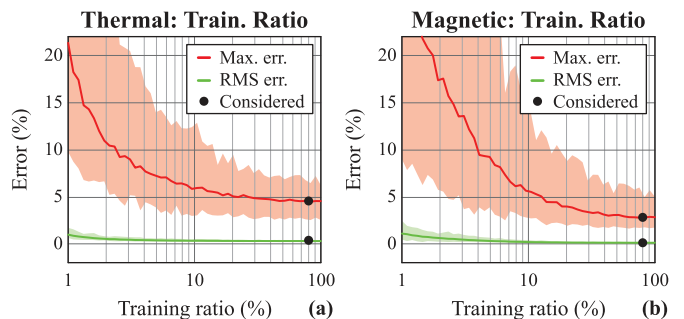 Thermal: Train. Ratio
20
15
10
5
0
Error (%)
Max. err.
RMS err.
Considered
1
10
100
Training ratio (%)
(a)
Magnetic: Train. Ratio
20
15
10
5
0
Error (%)
Max. err.
RMS err.
Considered
1
10
100
Training ratio (%)
(b)